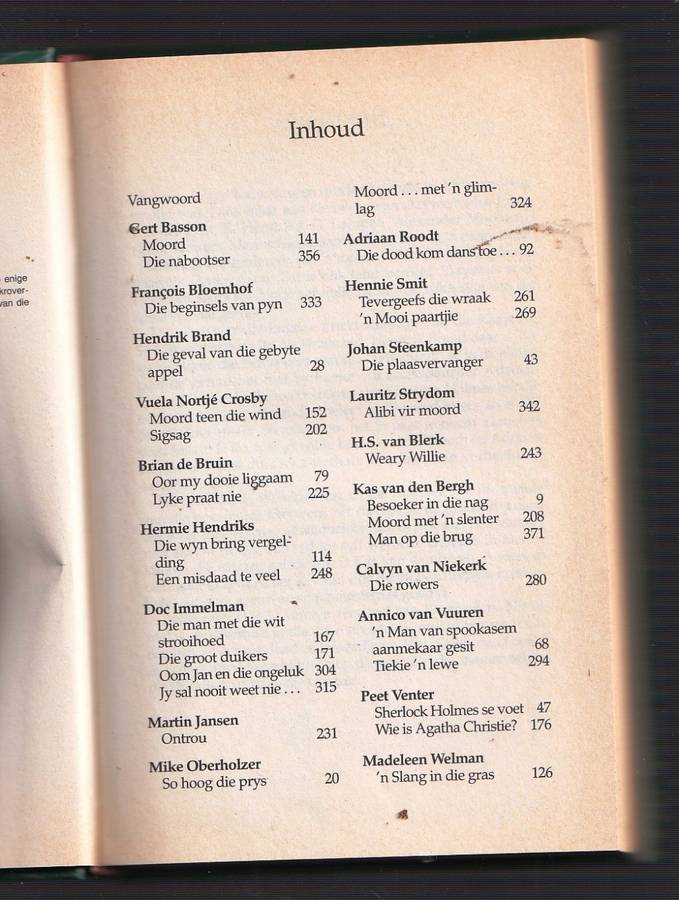 enige
krover-
van die
Inhoud
Vangwoord
Gert Basson
Moord 141
Die nabootser 356
François Bloemhof
Die beginsels van pyn 333
Hendrik Brand
Die geval van die gebyte
appel 28
Vuela Nortjé Crosby
Moord teen die wind 152
Sigsag 202
Brian de Bruin
Oor my dooie liggaam 79
Lyke praat nie 225
Hermie Hendriks
Die wyn bring vergel-
ding 114
Een misdaad te veel 248
Doc Immelman
Die man met die wit
strooihoed 167
Die groot duikers 171
Oom Jan en die ongeluk 304
Jy sal nooit weet nie . . . 315
Martin Jansen
Ontrou 231
Mike Oberholzer
So hoog die prys 20
Moord . . . met 'n glim-
lag 324
Adriaan Roodt
Die dood kom dans toe . . . 92
Hennie Smit
Tevergeefs die wraak 261
'n Mooi paartjie 269
Johan Steenkamp
Die plaasvervanger 43
Lauritz Strydom
Alibi vir moord 342
H.S. van Blerk
Weary Willie 243
Kas van den Bergh
Besoeker in die nag 9
Moord met 'n slenter 208
Man op die brug 371
Calvyn van Niekerk
Die rowers 280
Annico van Vuuren
'n Man van spookasem
aanmekaar gesit 68
Tiekie 'n lewe 294
Peet Venter
Sherlock Holmes se voet 47
Wie is Agatha Christie? 176
Madeleen Welman
'n Slang in die gras 126